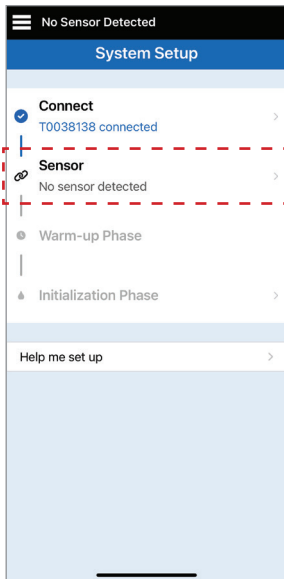 No Sensor Detected
System Setup
Connect
T0038138 connected
Sensor
No sensor detected
Warm-up Phase
Initialization Phase
Help me set up